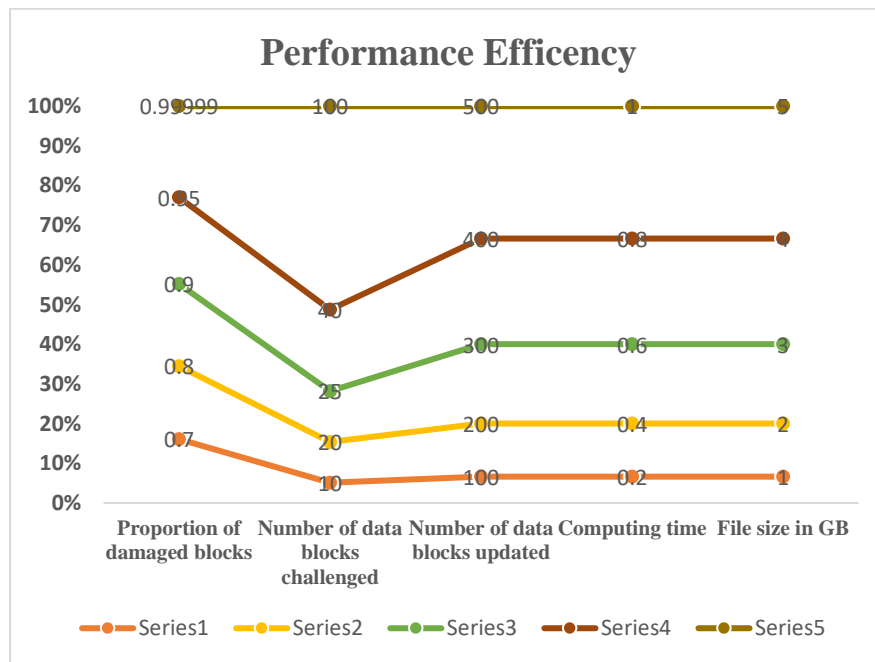 Performance Efficency
100%
90%
80%
70%
60%
50%
40%
30%
20%
10%
0%
0.99999 100 500 1 5
0.95 40 400 0.8 4
0.9 25 300 0.6 3
0.8 20 200 0.4 2
0.7 10 100 0.2 1
Proportion of damaged blocks
Number of data blocks challenged
Number of data blocks updated
Computing time
File size in GB
Series1 Series2 Series3 Series4 Series5